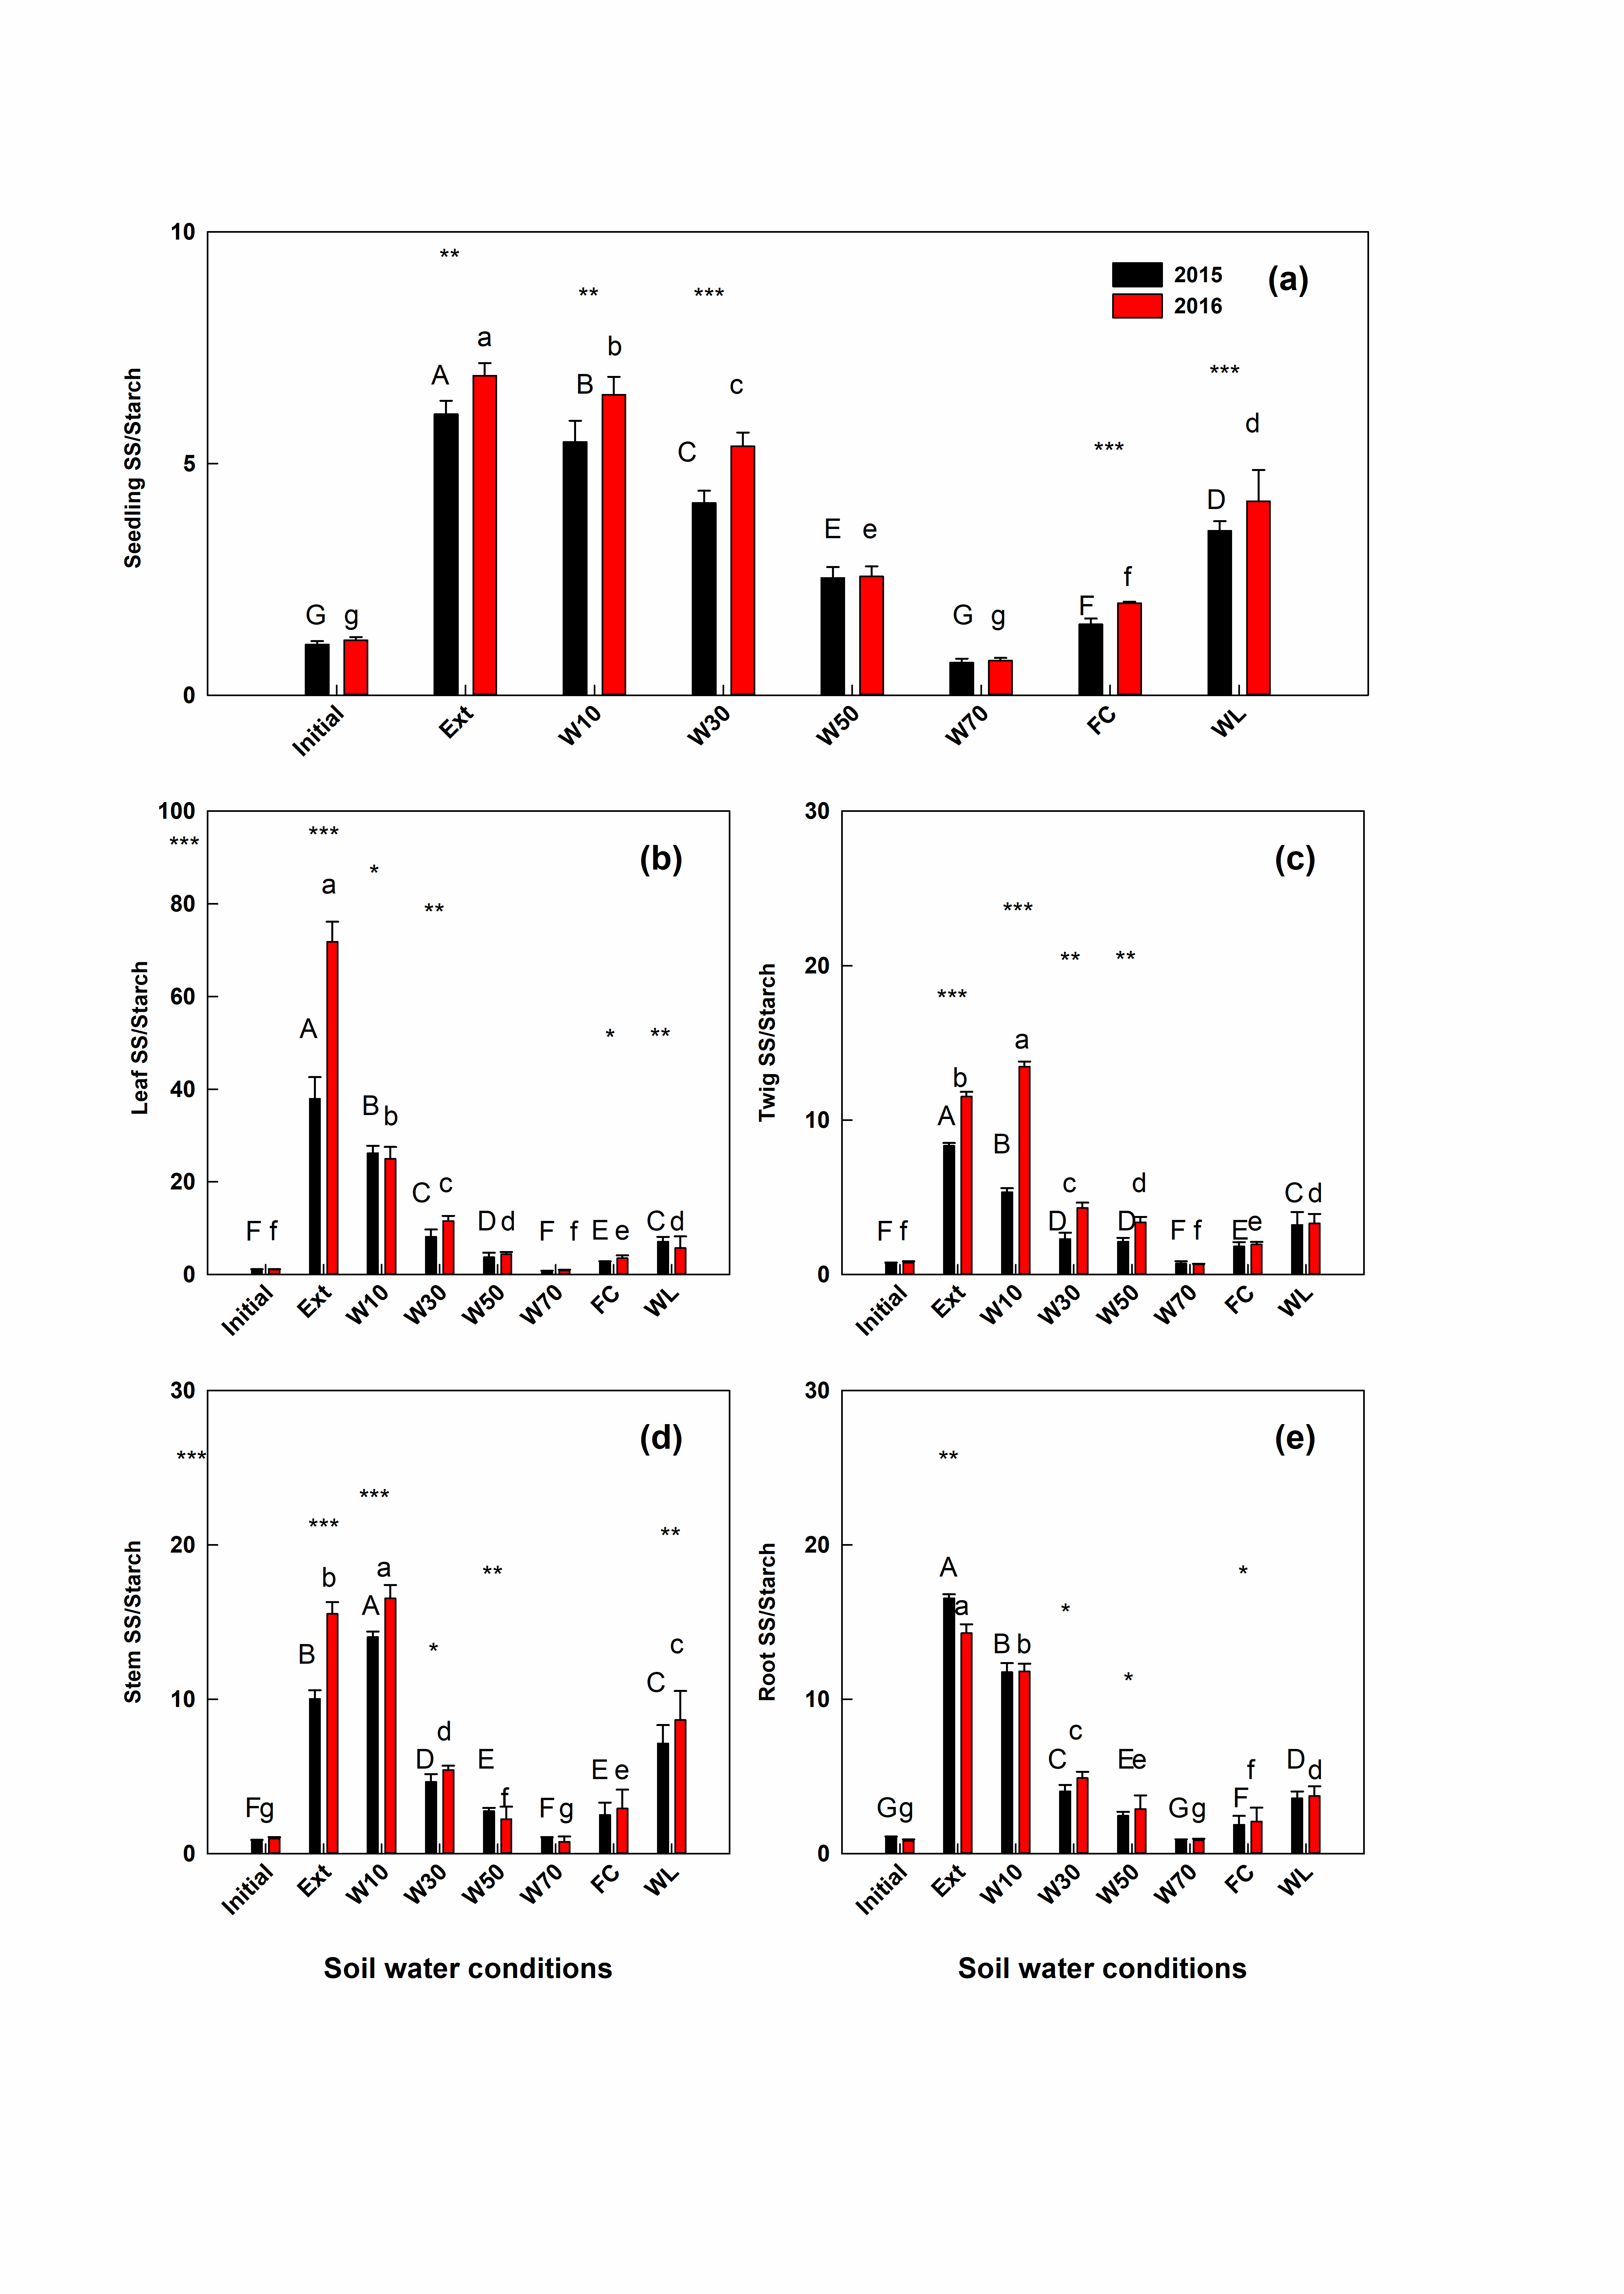 10
5
0
Seedling SS/Starch
** ** *** *** ***
2015
2016
(a)
G g A a B b C c E e G g F f D d
Initial Ext W10 W30 W50 W70 FC WL
100
80
60
40
20
0
Leaf SS/Starch
*** *** * ** * **
(b)
F f A a B b C c D d F f E e C d
Initial Ext W10 W30 W50 W70 FC WL
30
20
10
0
Twig SS/Starch
*** *** ** **
(c)
F f A b B a D c D d F f E e C d
Initial Ext W10 W30 W50 W70 FC WL
30
20
10
0
Stem SS/Starch
*** *** *** * ** **
(d)
F g B b A a D d E f F g E e C c
Initial Ext W10 W30 W50 W70 FC WL
Soil water conditions
30
20
10
0
Root SS/Starch
** * * *
(e)
G g A a B b C c E e G g F f D d
Initial Ext W10 W30 W50 W70 FC WL
Soil water conditions